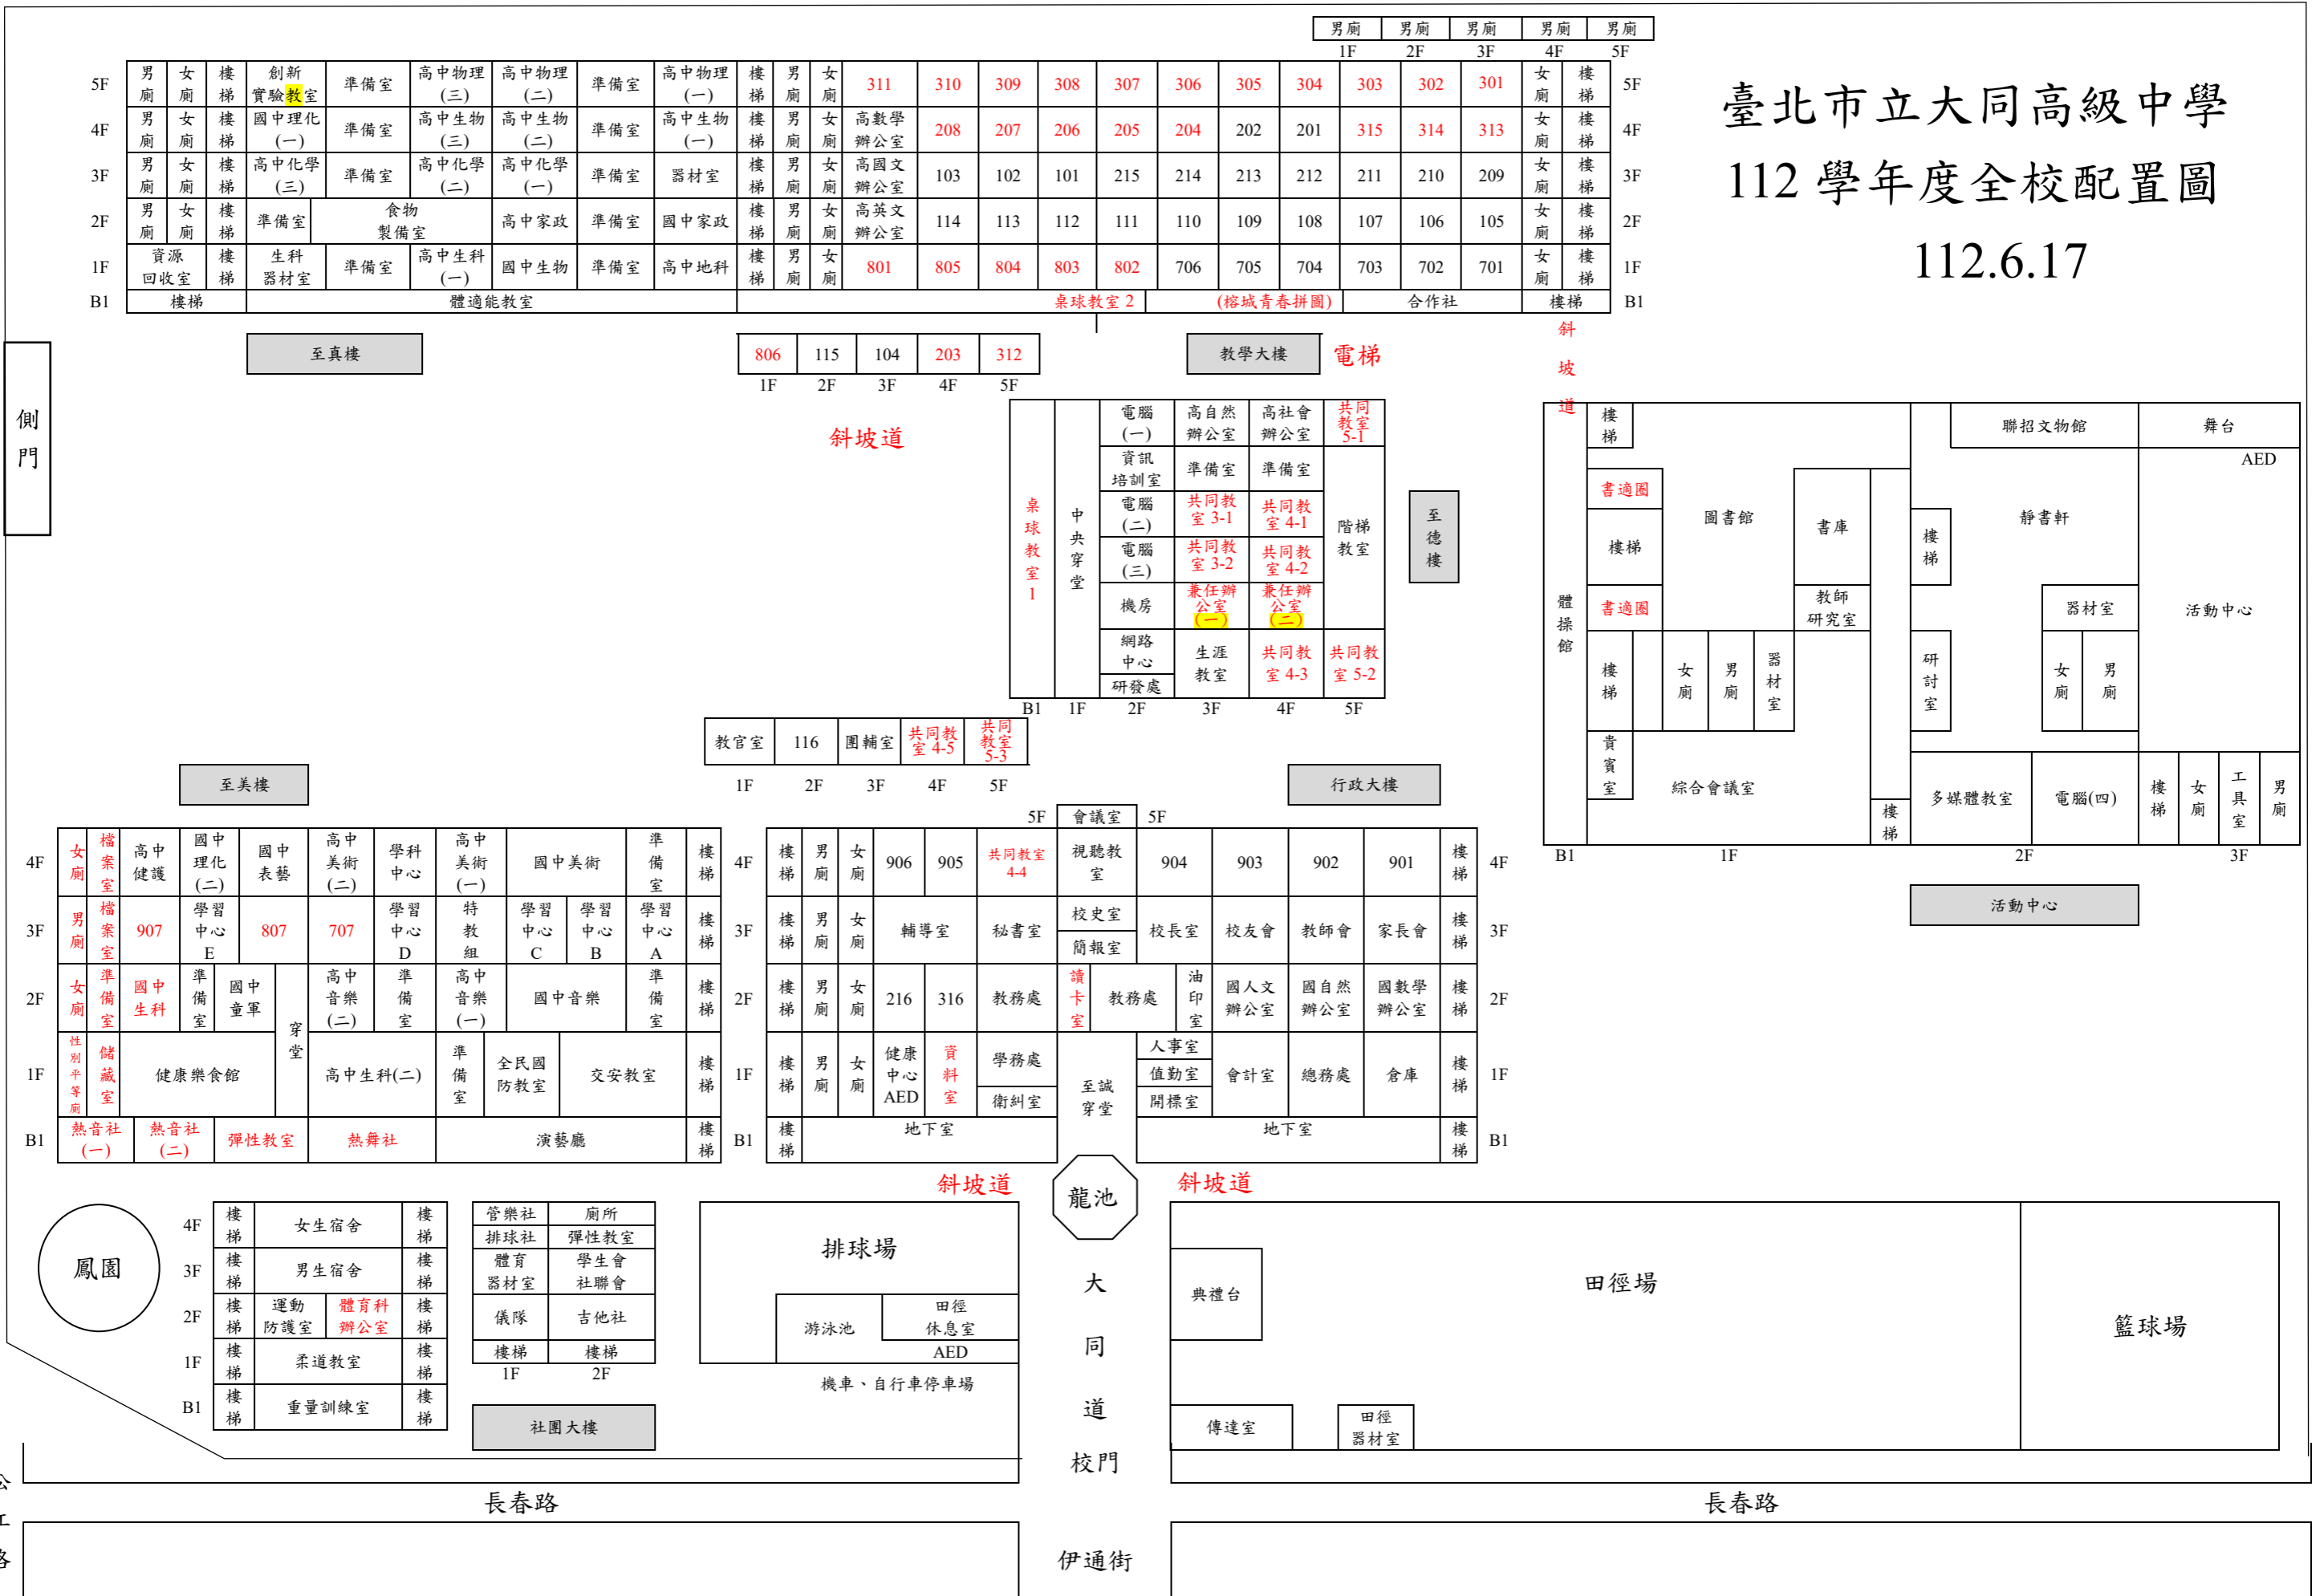 男廁 男廁 男廁 男廁 男廁
1F 2F 3F 4F 5F
臺北市立大同高級中學
112 學年度全校配置圖
112.6.17
5F 男廁 女廁 樓梯 創新實驗教室 準備室 高中物理(三) 高中物理(二) 準備室 高中物理(一) 樓梯 男廁 女廁 311 310 309 308 307 306 305 304 303 302 301 女廁 樓梯 5F
4F 男廁 女廁 樓梯 國中理化(一) 準備室 高中生物(三) 高中生物(二) 準備室 高中生物(一) 樓梯 男廁 女廁 高數學辦公室 208 207 206 205 204 202 201 315 314 313 女廁 樓梯 4F
3F 男廁 女廁 樓梯 高中化學(三) 準備室 高中化學(二) 高中化學(一) 準備室 器材室 樓梯 男廁 女廁 高國文辦公室 103 102 101 215 214 213 212 211 210 209 女廁 樓梯 3F
2F 男廁 女廁 樓梯 準備室 食物製備室 高中家政 準備室 國中家政 樓梯 男廁 女廁 高英文辦公室 114 113 112 111 110 109 108 107 106 105 女廁 樓梯 2F
1F 資源回收室 樓梯 生科器材室 準備室 高中生科(一) 國中生物 準備室 高中地科 樓梯 男廁 女廁 801 805 804 803 802 706 705 704 703 702 701 女廁 樓梯 1F
B1 樓梯 體適能教室 桌球教室 2 (榕城青春拼圖) 合作社 樓梯 B1
至真樓
806 115 104 203 312
1F 2F 3F 4F 5F
教學大樓 電梯
斜坡道
斜坡道
側門
桌球教室1
中央穿堂
電腦(一) 高自然辦公室 高社會辦公室 共同教室5-1
資訊培訓室 準備室 準備室
電腦(二) 共同教室 3-1 共同教室 4-1 階梯教室
電腦(三) 共同教室 3-2 共同教室 4-2
機房 兼任辦公室(一) 兼任辦公室(二)
網路中心 生涯教室 共同教室 4-3 共同教室 5-2
研發處
B1 1F 2F 3F 4F 5F
至德樓
體操館
樓梯
書適圈
樓梯
書適圈
樓梯
貴賓室
圖書館
書庫
教師研究室
女廁 男廁 器材室
綜合會議室
樓梯
聯招文物館
靜書軒
樓梯
器材室
研討室
女廁 男廁
多媒體教室 電腦(四)
舞台
AED
活動中心
樓梯 女廁 工具室 男廁
B1 1F 2F 3F
活動中心
教官室 116 團輔室 共同教室 4-5 共同教室5-3
1F 2F 3F 4F 5F
至美樓
行政大樓
4F 女廁 檔案室 高中健護 國中理化(二) 國中表藝 高中美術(二) 學科中心 高中美術(一) 國中美術 準備室 樓梯 4F
3F 男廁 檔案室 907 學習中心E 807 707 學習中心D 特教組 學習中心C 學習中心B 學習中心A 樓梯 3F
2F 女廁 準備室 國中生科 準備室 國中童軍 穿堂 高中音樂(二) 準備室 高中音樂(一) 國中音樂 準備室 樓梯 2F
1F 性別平等廁 儲藏室 健康樂食館 高中生科(二) 準備室 全民國防教室 交安教室 樓梯 1F
B1 熱音社(一) 熱音社(二) 彈性教室 熱舞社 演藝廳 樓梯 B1
5F 會議室 5F
樓梯 男廁 女廁 906 905 共同教室4-4 視聽教室 904 903 902 901 樓梯 4F
樓梯 男廁 女廁 輔導室 秘書室 校史室 簡報室 校長室 校友會 教師會 家長會 樓梯 3F
樓梯 男廁 女廁 216 316 教務處 讀卡室 教務處 油印室 國人文辦公室 國自然辦公室 國數學辦公室 樓梯 2F
樓梯 男廁 女廁 健康中心AED 資料室 學務處 衛糾室 至誠穿堂 人事室 值勤室 開標室 會計室 總務處 倉庫 樓梯 1F
樓梯 地下室 地下室 樓梯 B1
斜坡道 龍池 斜坡道
鳳園
4F 樓梯 女生宿舍 樓梯
3F 樓梯 男生宿舍 樓梯
2F 樓梯 運動防護室 體育科辦公室 樓梯
1F 樓梯 柔道教室 樓梯
B1 樓梯 重量訓練室 樓梯
管樂社 廁所
排球社 彈性教室
體育器材室 學生會社聯會
儀隊 吉他社
樓梯 樓梯
1F 2F
社團大樓
排球場
游泳池
田徑休息室
AED
機車、自行車停車場
大同道
校門
典禮台
田徑場
籃球場
傳達室
田徑器材室
長春路 長春路
伊通街